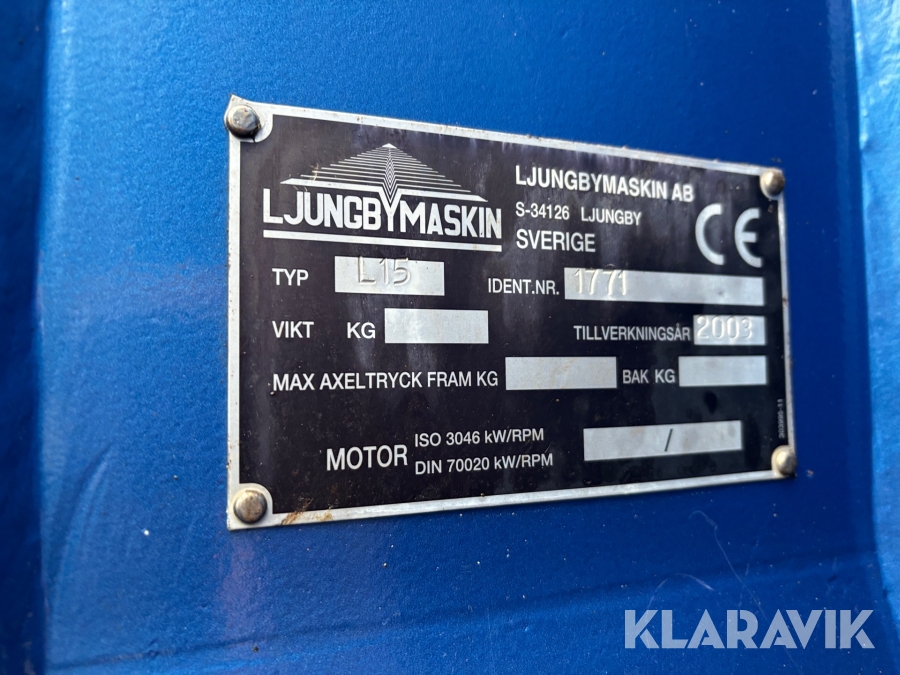 LJUNGBYMASKIN
LJUNGBYMASKIN AB
S-34126 LJUNGBY
SVERIGE
CE
TYP L15 IDENT.NR. 1771
VIKT KG TILLVERKNINGSÅR 2003
MAX AXELTRYCK FRAM KG BAK KG
MOTOR ISO 3046 kW/RPM /
DIN 70020 kW/RPM
KLARAVIK